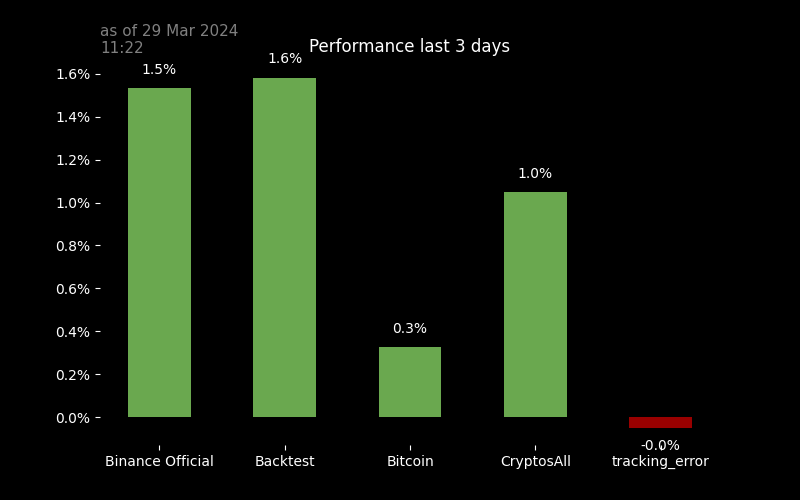 as of 29 Mar 2024
11:22
Performance last 3 days
1.6%
1.4%
1.2%
1.0%
0.8%
0.6%
0.4%
0.2%
0.0%
1.5%
1.6%
0.3%
1.0%
-0.0%
Binance Official
Backtest
Bitcoin
CryptosAll
tracking_error